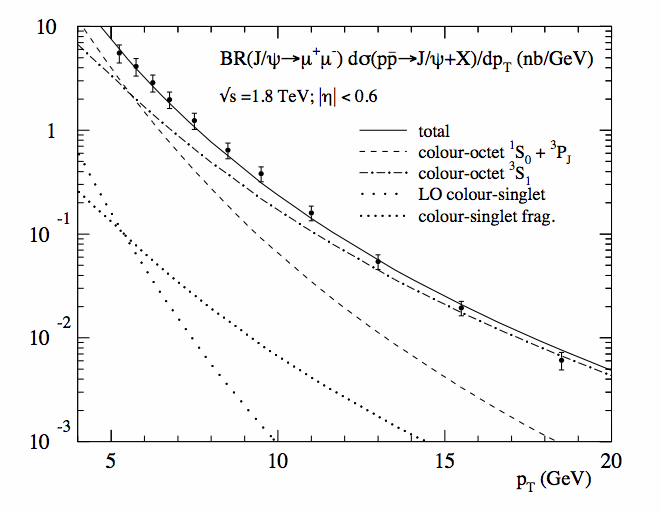 10
BR(J/ψ→μ⁺μ⁻) dσ(pp̄→J/ψ+X)/dp_T (nb/GeV)
√s =1.8 TeV; |η| < 0.6
1
total
colour-octet ¹S₀ + ³P_J
colour-octet ³S₁
LO colour-singlet
colour-singlet frag.
10 -1
10 -2
10 -3
5 10 15 20
p_T (GeV)